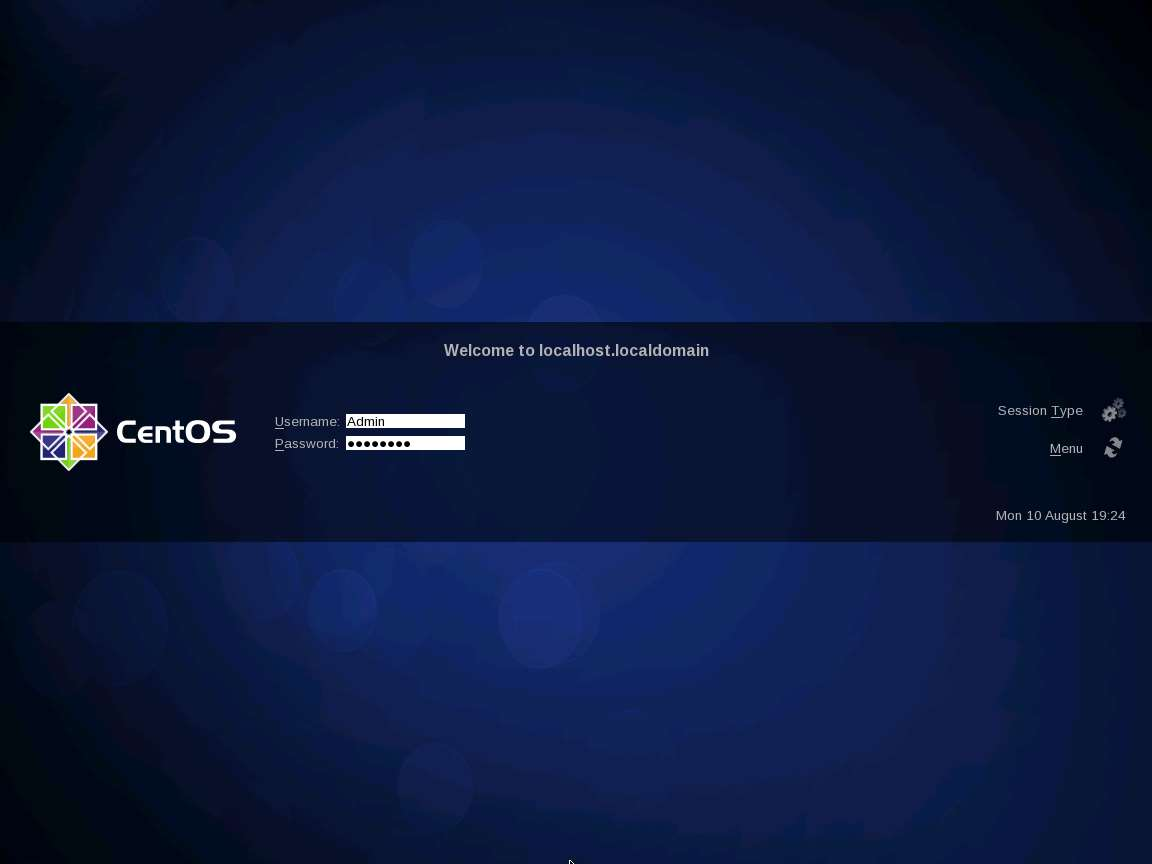 Welcome to localhost.localdomain
CentOS
Username: Admin
Password: ●●●●●●●●
Session Type
Menu
Mon 10 August 19:24